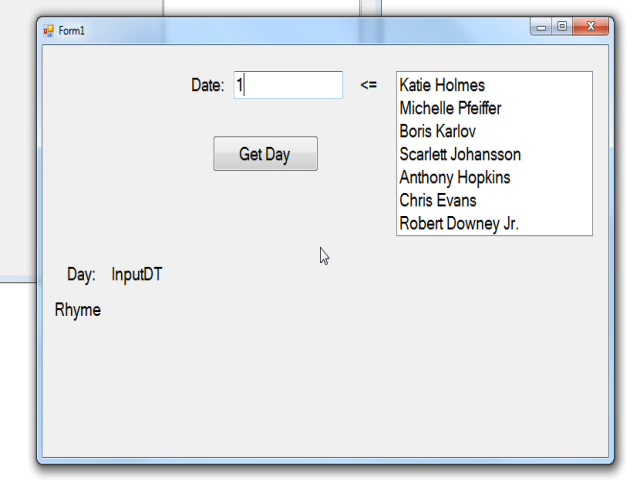 Form1
Date: 1 <= Katie Holmes
Michelle Pfeiffer
Boris Karlov
Get Day Scarlett Johansson
Anthony Hopkins
Chris Evans
Robert Downey Jr.
Day: InputDT
Rhyme